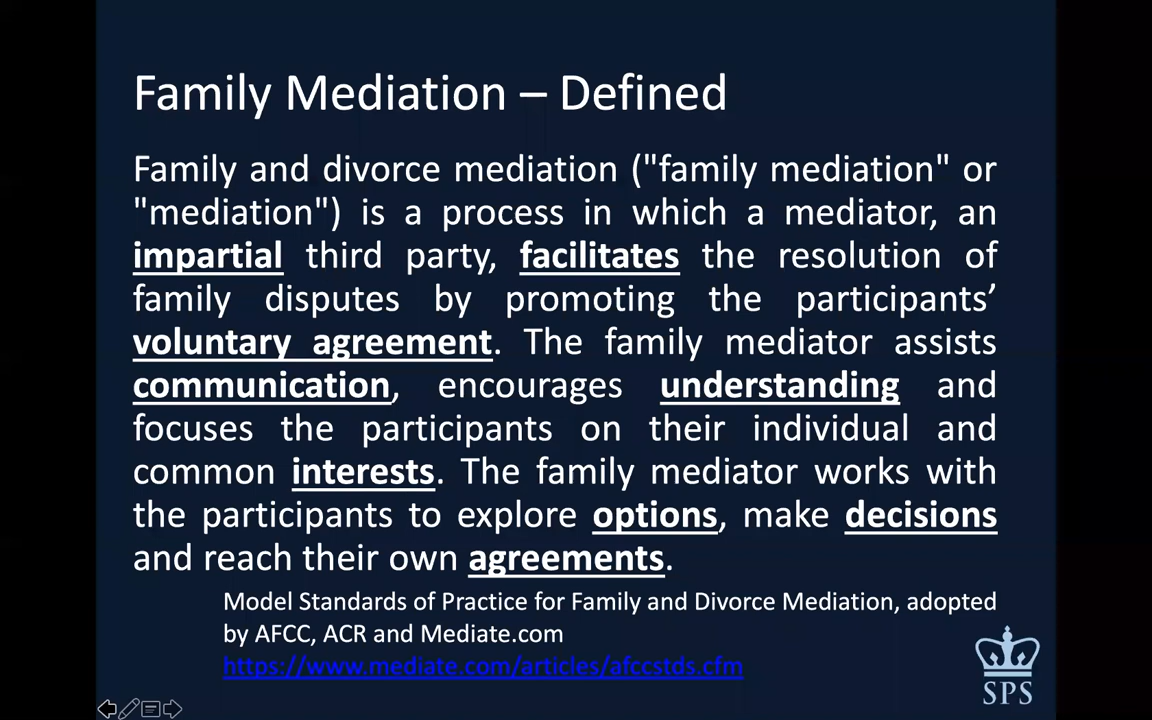 Family Mediation – Defined
Family and divorce mediation ("family mediation" or
"mediation") is a process in which a mediator, an
impartial third party, facilitates the resolution of
family disputes by promoting the participants’
voluntary agreement. The family mediator assists
communication, encourages understanding and
focuses the participants on their individual and
common interests. The family mediator works with
the participants to explore options, make decisions
and reach their own agreements.
Model Standards of Practice for Family and Divorce Mediation, adopted
by AFCC, ACR and Mediate.com
https://www.mediate.com/articles/afccstds.cfm
SPS